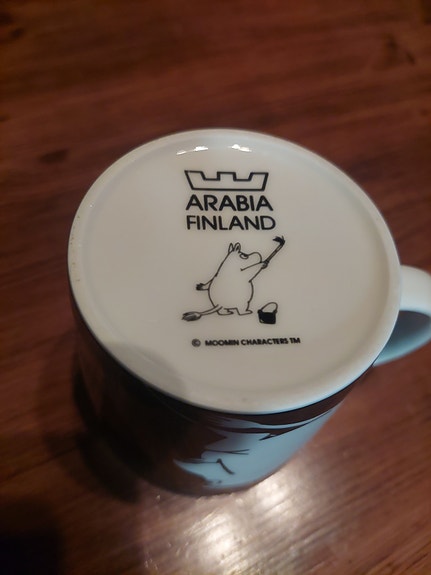 ARABIA
FINLAND
© MOOMIN CHARACTERS TM